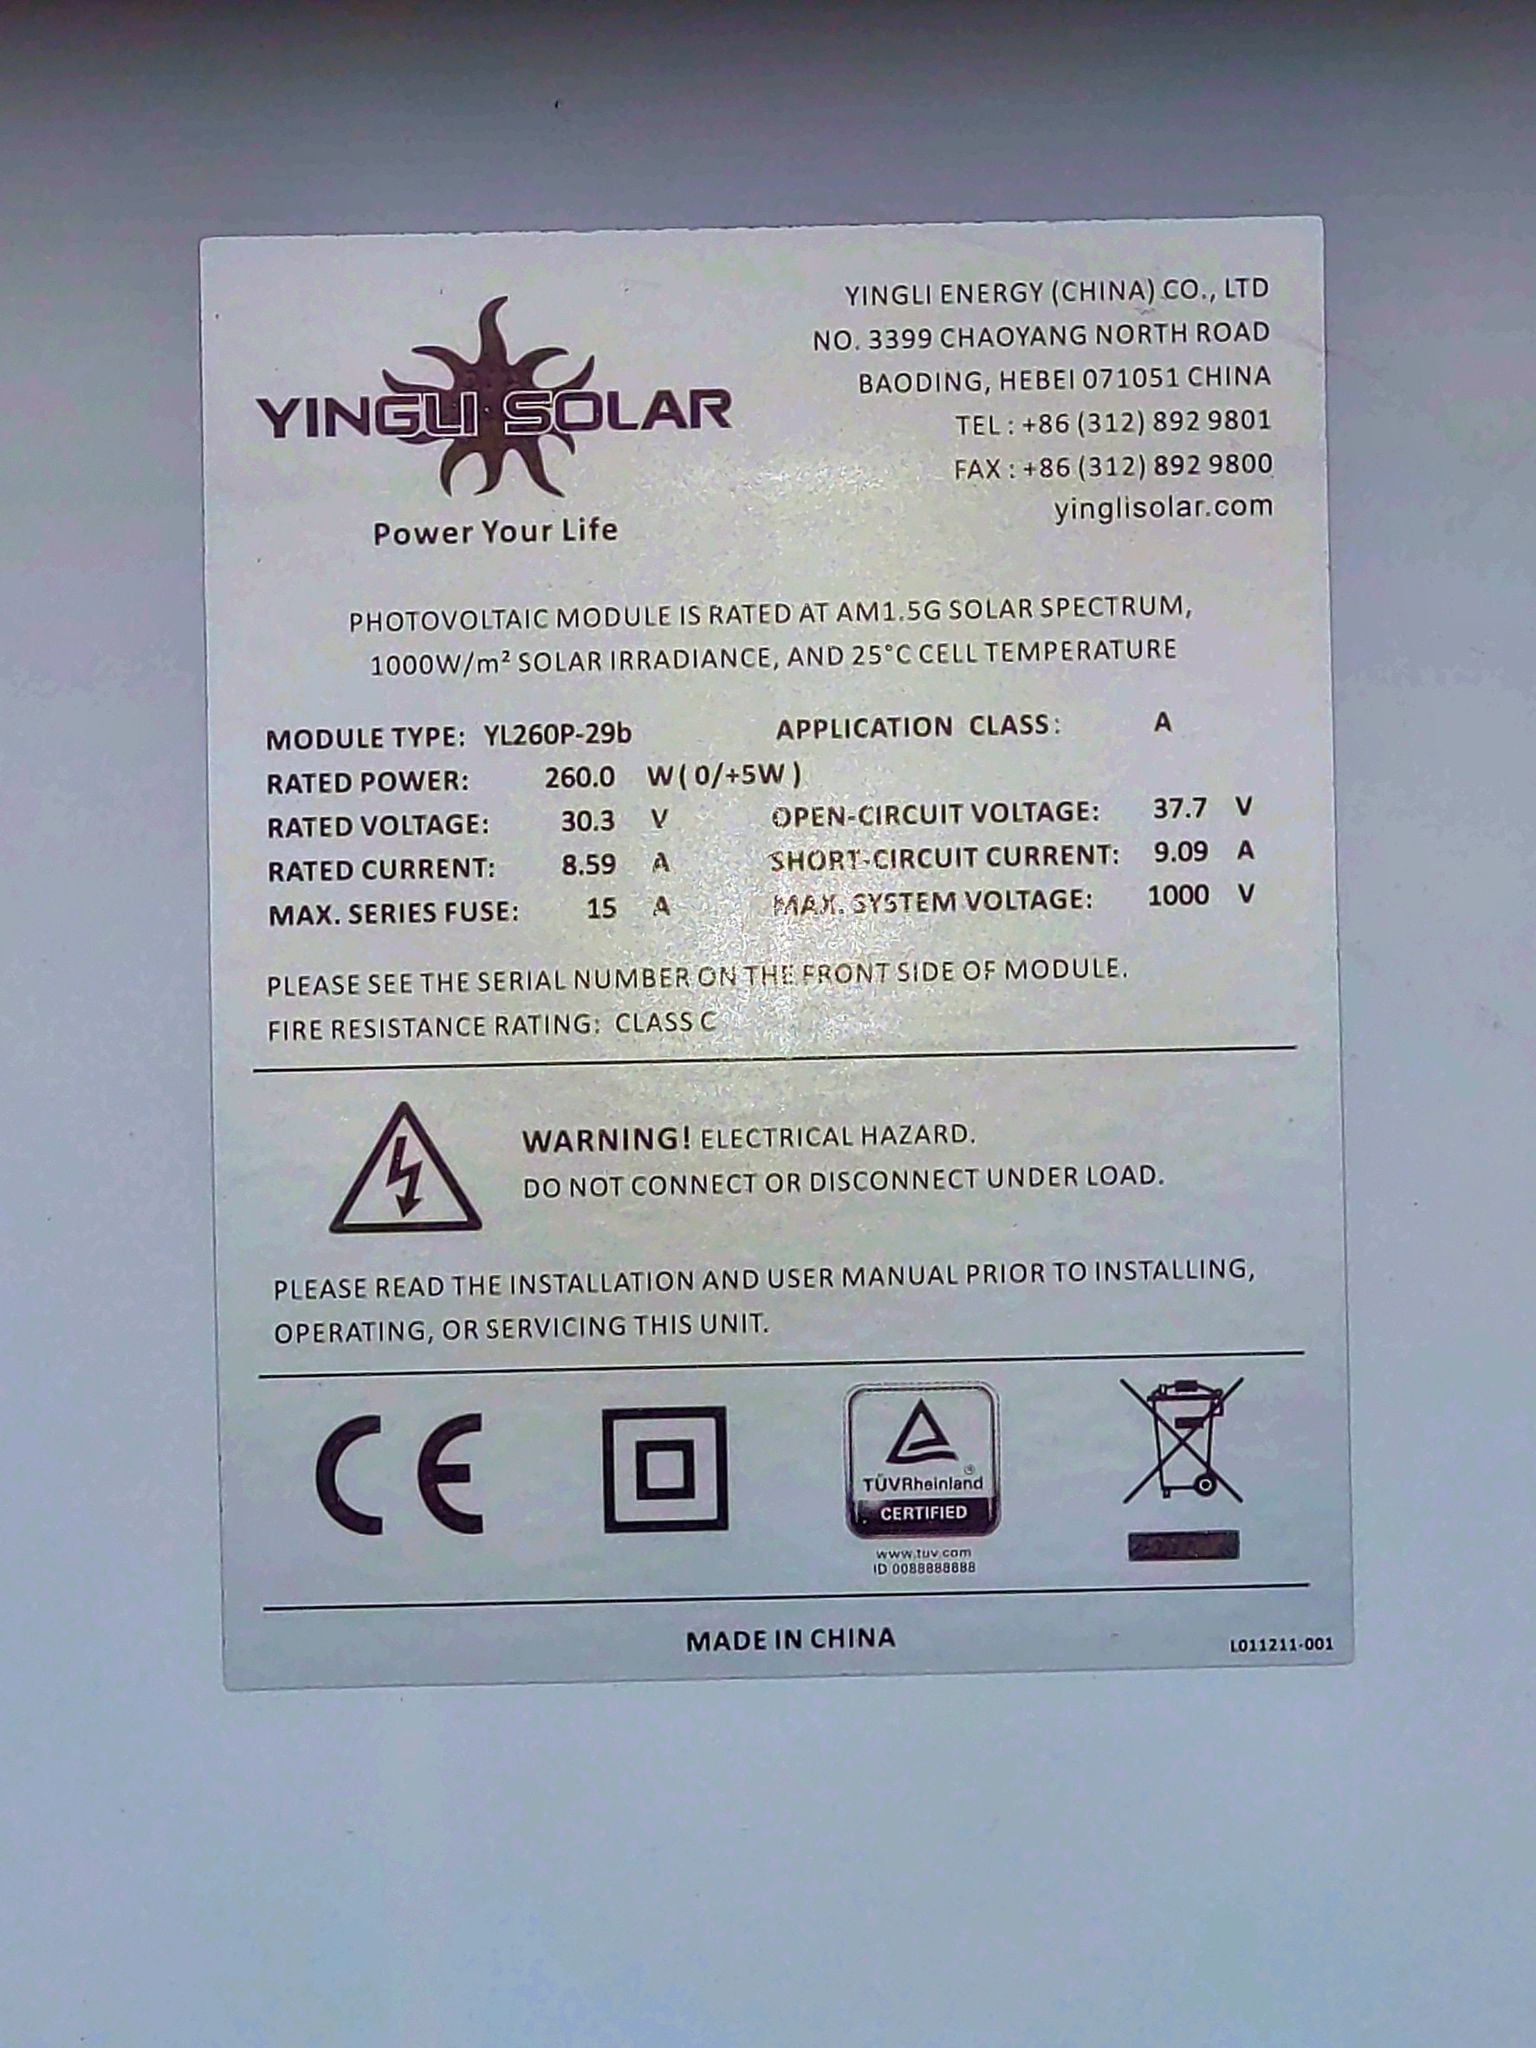 YINGLI SOLAR
Power Your Life
YINGLI ENERGY (CHINA) CO., LTD
NO. 3399 CHAOYANG NORTH ROAD
BAODING, HEBEI 071051 CHINA
TEL : +86 (312) 892 9801
FAX : +86 (312) 892 9800
yinglisolar.com
PHOTOVOLTAIC MODULE IS RATED AT AM1.5G SOLAR SPECTRUM,
1000W/m² SOLAR IRRADIANCE, AND 25°C CELL TEMPERATURE
MODULE TYPE: YL260P-29b APPLICATION CLASS: A
RATED POWER: 260.0 W ( 0/+5W )
RATED VOLTAGE: 30.3 V OPEN-CIRCUIT VOLTAGE: 37.7 V
RATED CURRENT: 8.59 A SHORT-CIRCUIT CURRENT: 9.09 A
MAX. SERIES FUSE: 15 A MAX. SYSTEM VOLTAGE: 1000 V
PLEASE SEE THE SERIAL NUMBER ON THE FRONT SIDE OF MODULE.
FIRE RESISTANCE RATING: CLASS C
WARNING! ELECTRICAL HAZARD.
DO NOT CONNECT OR DISCONNECT UNDER LOAD.
PLEASE READ THE INSTALLATION AND USER MANUAL PRIOR TO INSTALLING,
OPERATING, OR SERVICING THIS UNIT.
CE
TÜVRheinland ®
CERTIFIED
www.tuv.com
ID 0088888888
MADE IN CHINA
L011211-001